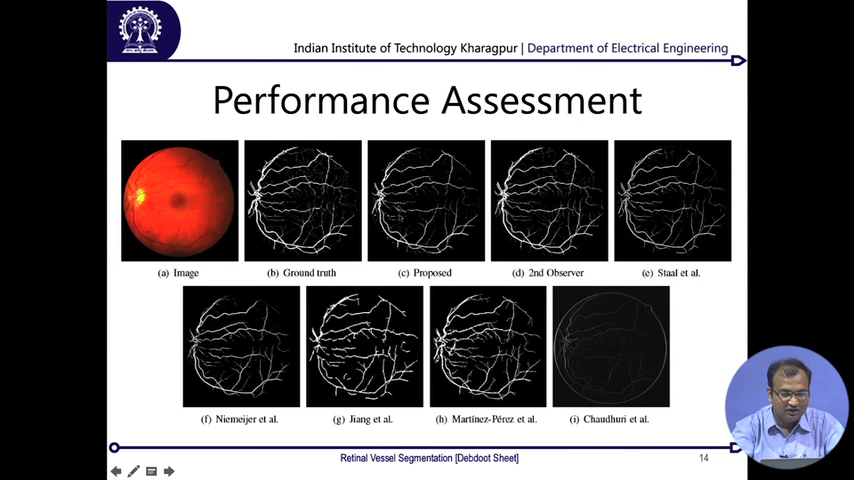 Indian Institute of Technology Kharagpur | Department of Electrical Engineering
Performance Assessment
(a) Image
(b) Ground truth
(c) Proposed
(d) 2nd Observer
(e) Staal et al.
(f) Niemeijer et al.
(g) Jiang et al.
(h) Martínez-Pérez et al.
(i) Chaudhuri et al.
Retinal Vessel Segmentation [Debdoot Sheet]
14